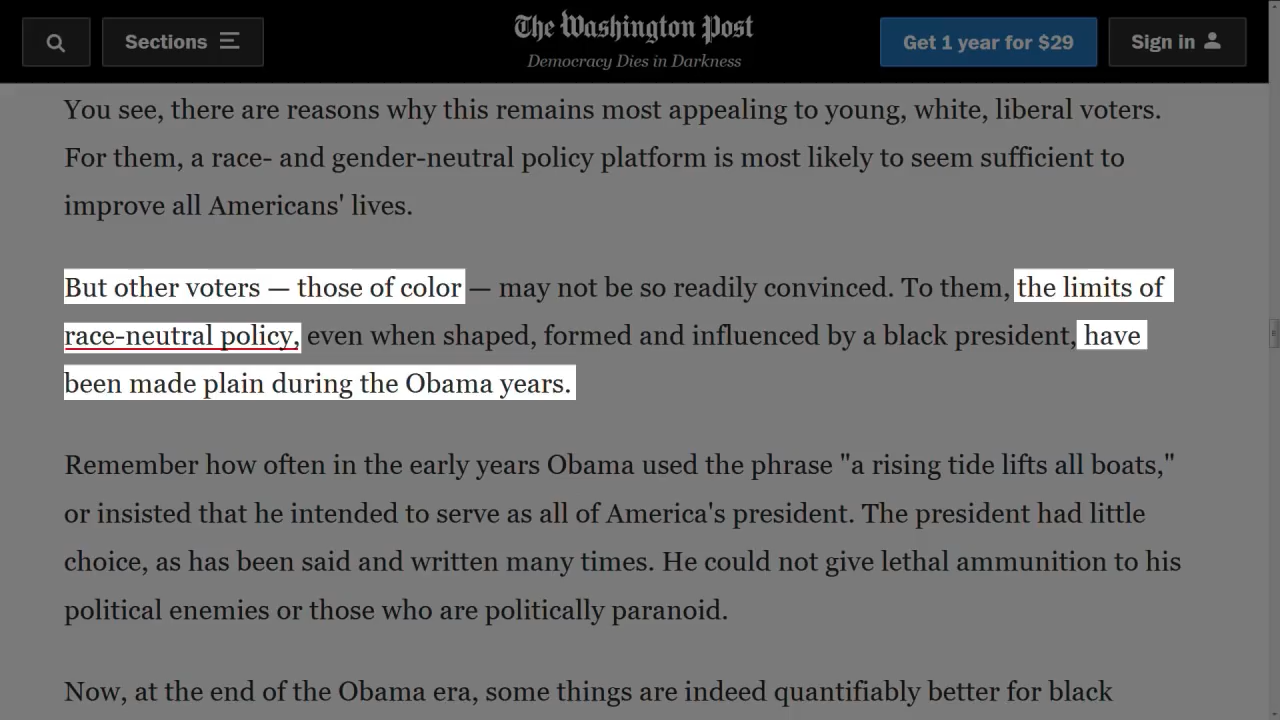 Sections
The Washington Post
Democracy Dies in Darkness
Get 1 year for $29
Sign in
You see, there are reasons why this remains most appealing to young, white, liberal voters.
For them, a race- and gender-neutral policy platform is most likely to seem sufficient to
improve all Americans' lives.
But other voters — those of color — may not be so readily convinced. To them, the limits of
race-neutral policy, even when shaped, formed and influenced by a black president, have
been made plain during the Obama years.
Remember how often in the early years Obama used the phrase "a rising tide lifts all boats,"
or insisted that he intended to serve as all of America's president. The president had little
choice, as has been said and written many times. He could not give lethal ammunition to his
political enemies or those who are politically paranoid.
Now, at the end of the Obama era, some things are indeed quantifiably better for black